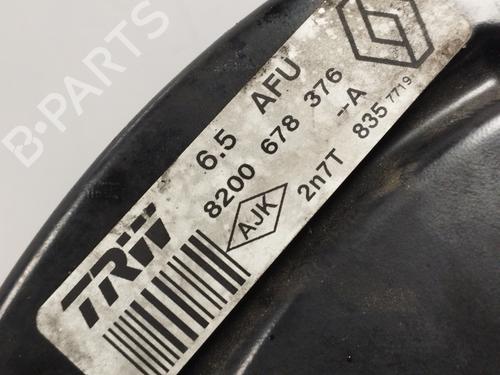 B-PARTS
TRW
6.5 AFU
8200 678 376
--A
AJK
2n7T 835 7719